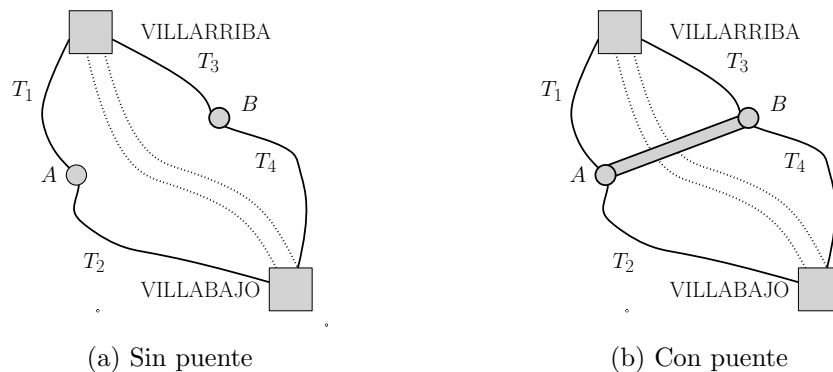 VILLARRIBA
T₃
T₁
B
A
T₄
T₂
VILLABAJO
(a) Sin puente
VILLARRIBA
T₃
T₁
B
A
T₄
T₂
VILLABAJO
(b) Con puente